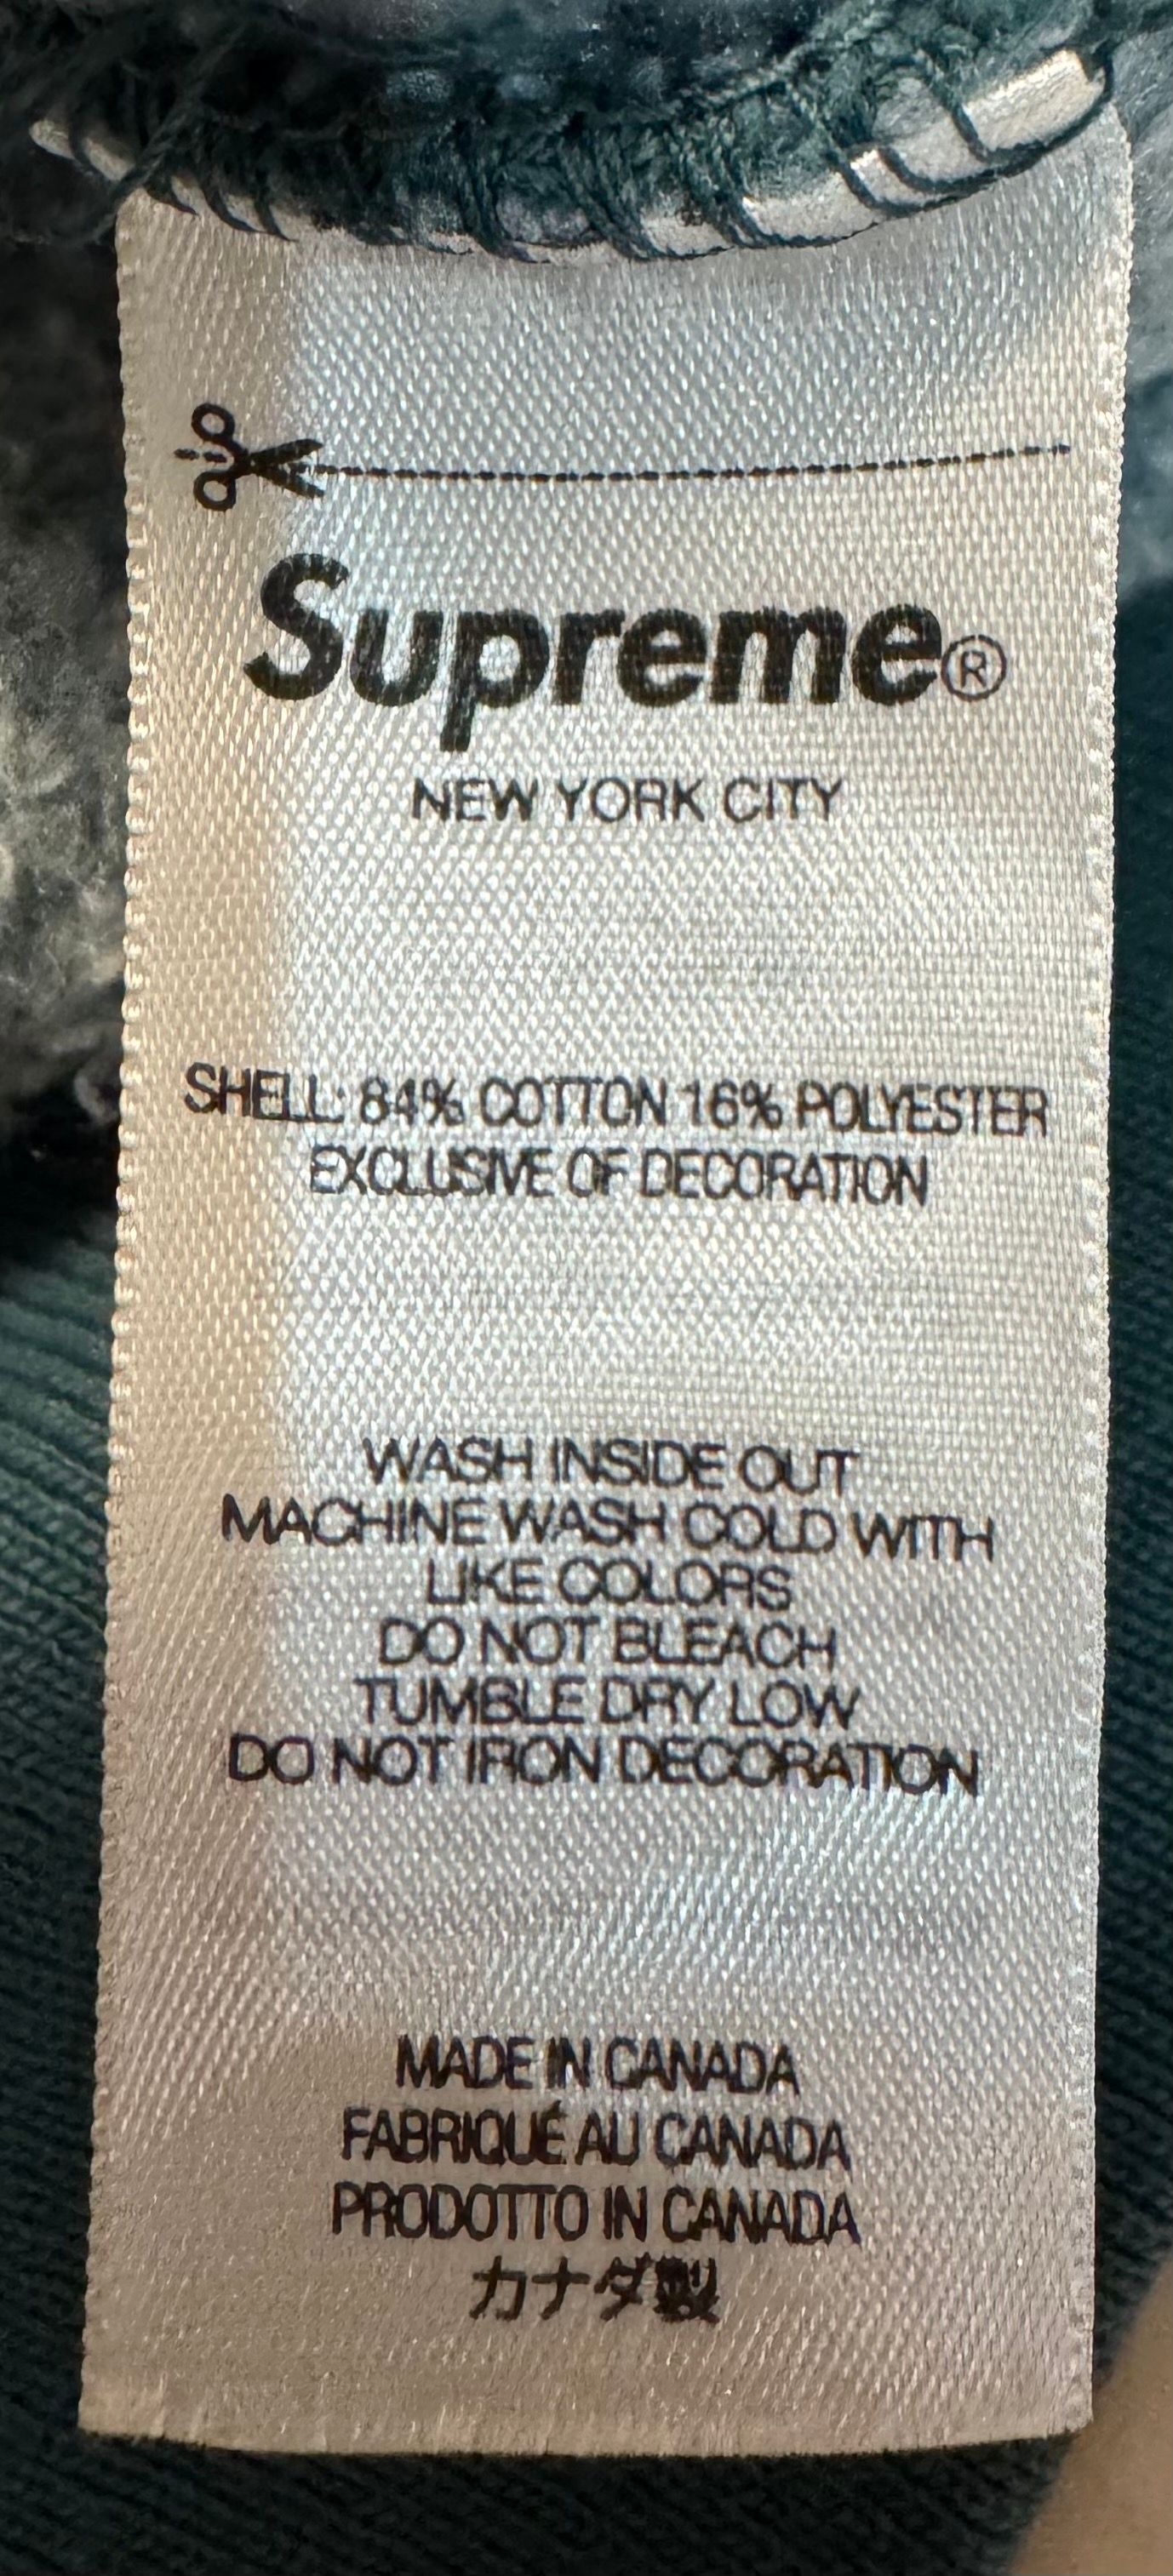 Supreme®
NEW YORK CITY
SHELL: 84% COTTON 16% POLYESTER
EXCLUSIVE OF DECORATION
WASH INSIDE OUT
MACHINE WASH COLD WITH
LIKE COLORS
DO NOT BLEACH
TUMBLE DRY LOW
DO NOT IRON DECORATION
MADE IN CANADA
FABRIQUÉ AU CANADA
PRODOTTO IN CANADA
カナダ製